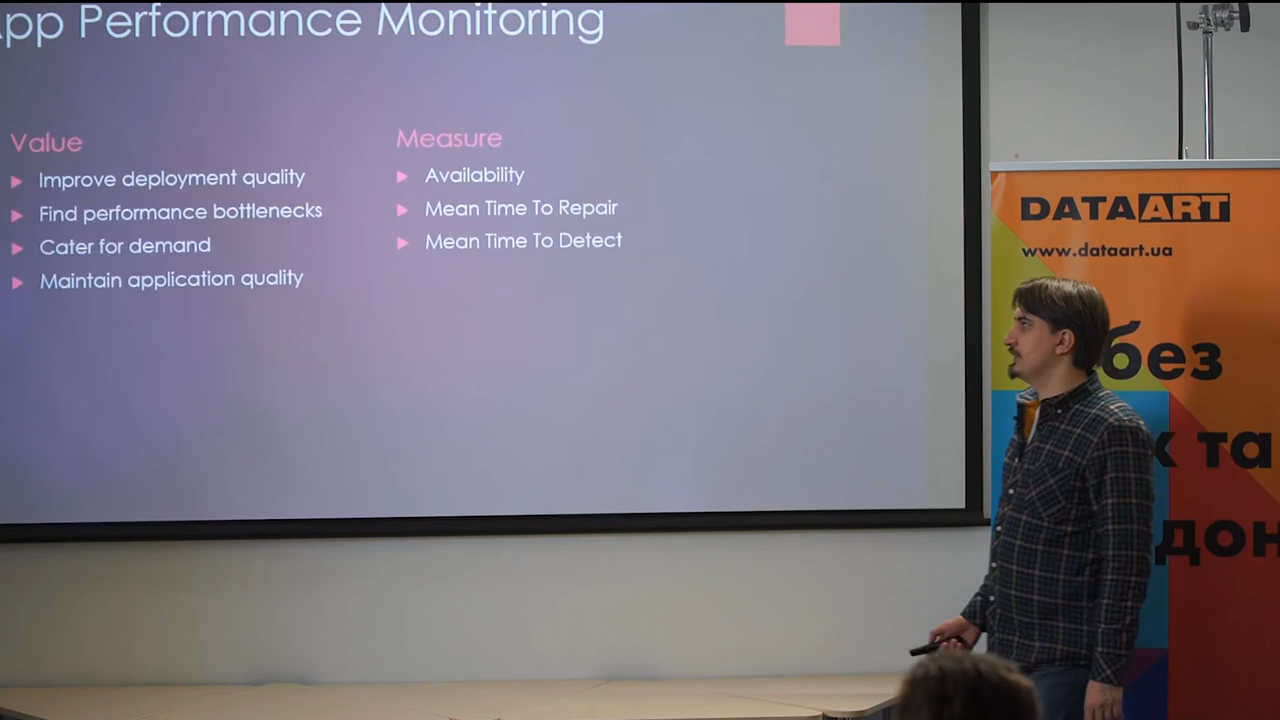 App Performance Monitoring
Value
Improve deployment quality
Find performance bottlenecks
Cater for demand
Maintain application quality
Measure
Availability
Mean Time To Repair
Mean Time To Detect
DATAART
www.dataart.ua
без
та